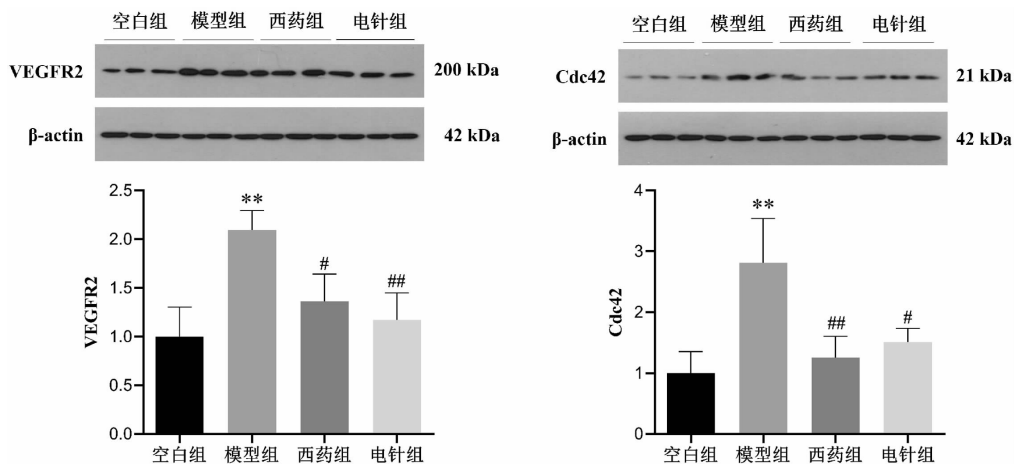 空白组 模型组 西药组 电针组
VEGFR2 200 kDa
β-actin 42 kDa
2.5
2.0
1.5
1.0
0.5
0.0
VEGFR2
**
#
##
空白组 模型组 西药组 电针组
空白组 模型组 西药组 电针组
Cdc42 21 kDa
β-actin 42 kDa
4
3
2
1
0
Cdc42
**
##
#
空白组 模型组 西药组 电针组